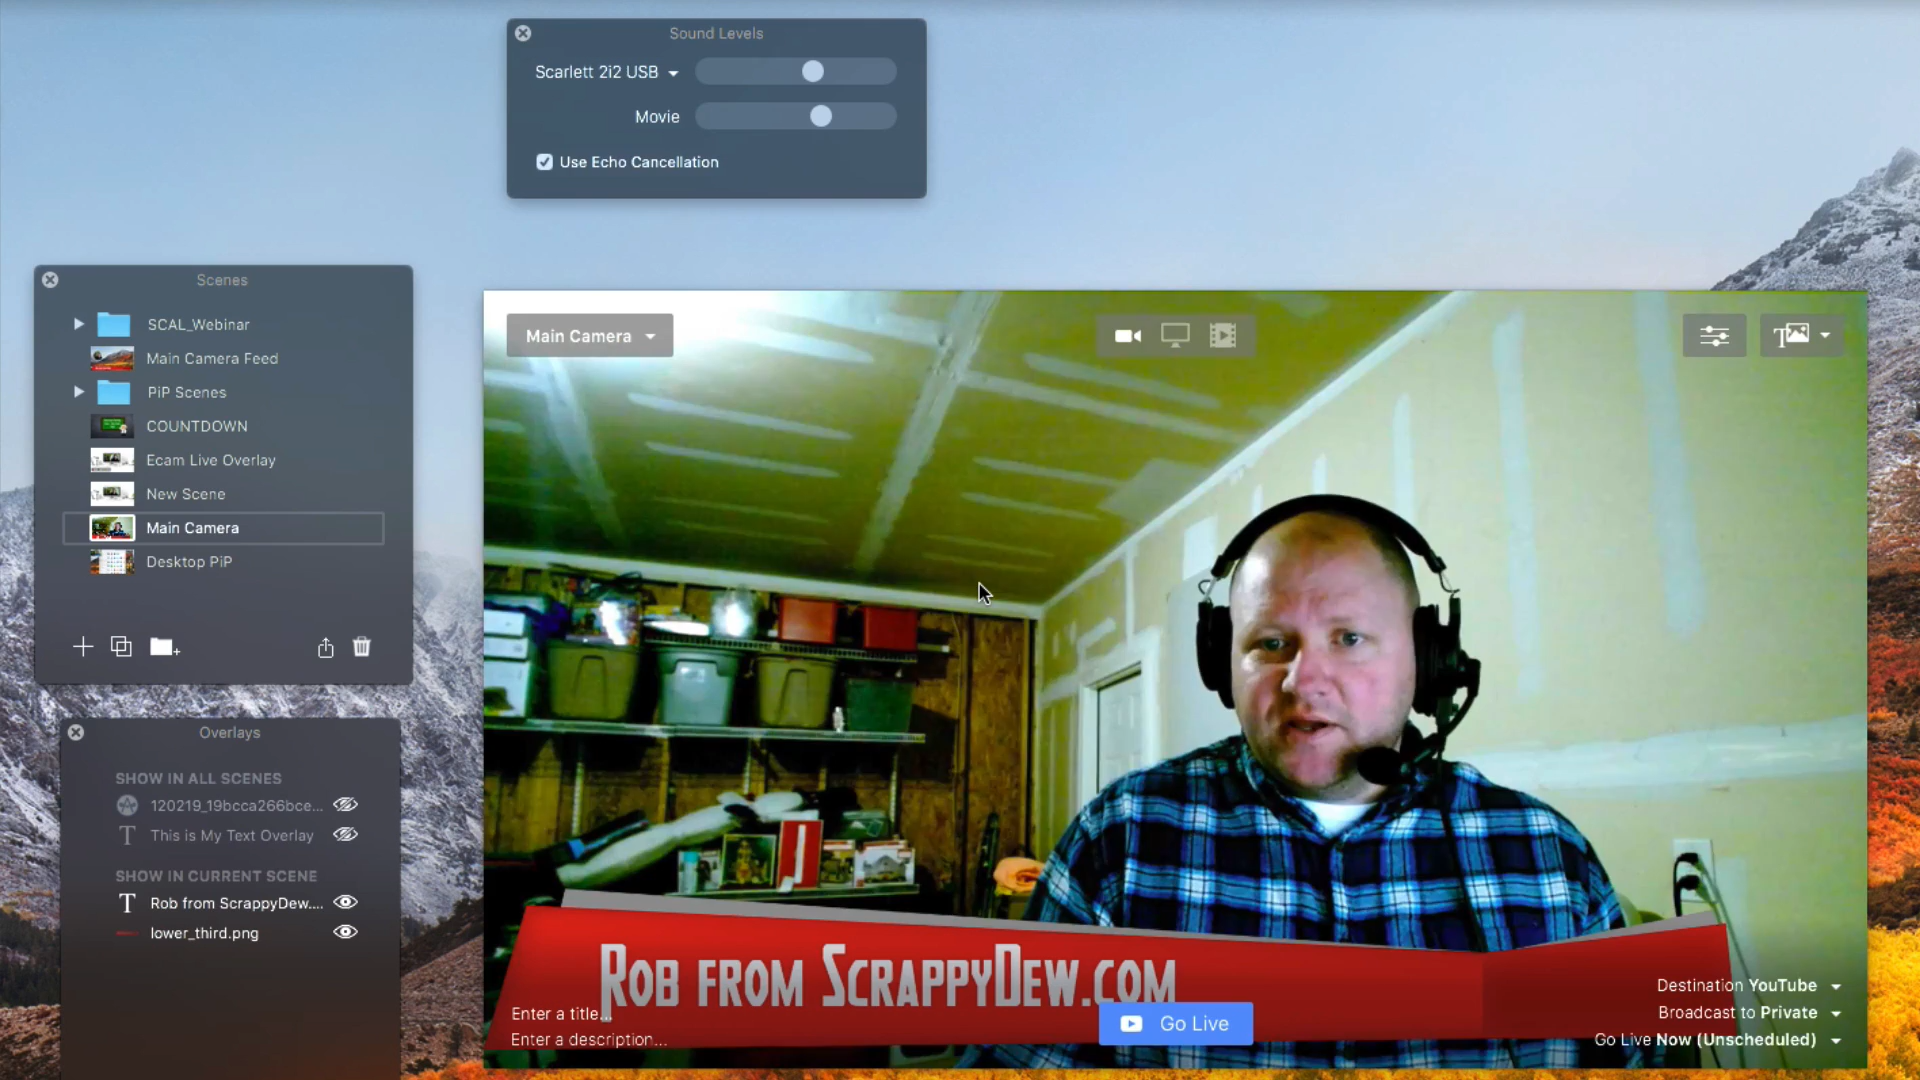 Sound Levels
Scarlett 2i2 USB
Movie
Use Echo Cancellation
Scenes
SCAL_Webinar
Main Camera Feed
PiP Scenes
COUNTDOWN
Ecam Live Overlay
New Scene
Main Camera
Desktop PiP
Overlays
SHOW IN ALL SCENES
120219_19bcca266bce...
This is My Text Overlay
SHOW IN CURRENT SCENE
Rob from ScrappyDew....
lower_third.png
Main Camera
Rob from ScrappyDew.com
Enter a title...
Enter a description...
Go Live
Destination YouTube
Broadcast to Private
Go Live Now (Unscheduled)